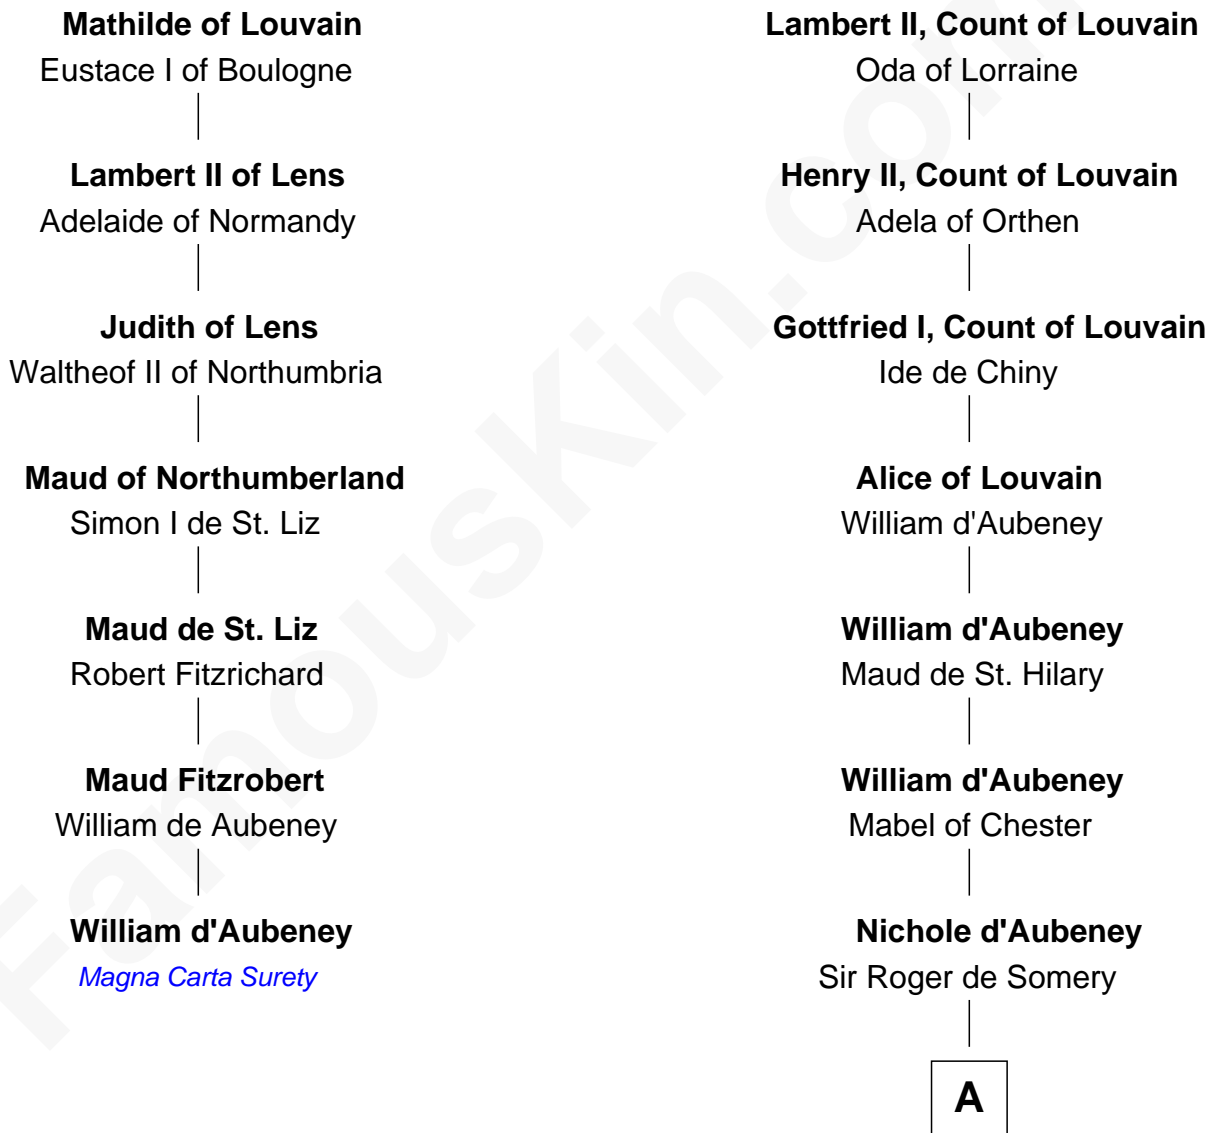 Mathilde of Louvain
Eustace I of Boulogne
Lambert II of Lens
Adelaide of Normandy
Judith of Lens
Waltheof II of Northumbria
Maud of Northumberland
Simon I de St. Liz
Maud de St. Liz
Robert Fitzrichard
Maud Fitzrobert
William de Aubeney
William d'Aubeney
Magna Carta Surety
Lambert II, Count of Louvain
Oda of Lorraine
Henry II, Count of Louvain
Adela of Orthen
Gottfried I, Count of Louvain
Ide de Chiny
Alice of Louvain
William d'Aubeney
William d'Aubeney
Maud de St. Hilary
William d'Aubeney
Mabel of Chester
Nichole d'Aubeney
Sir Roger de Somery
A
FamousKin.com